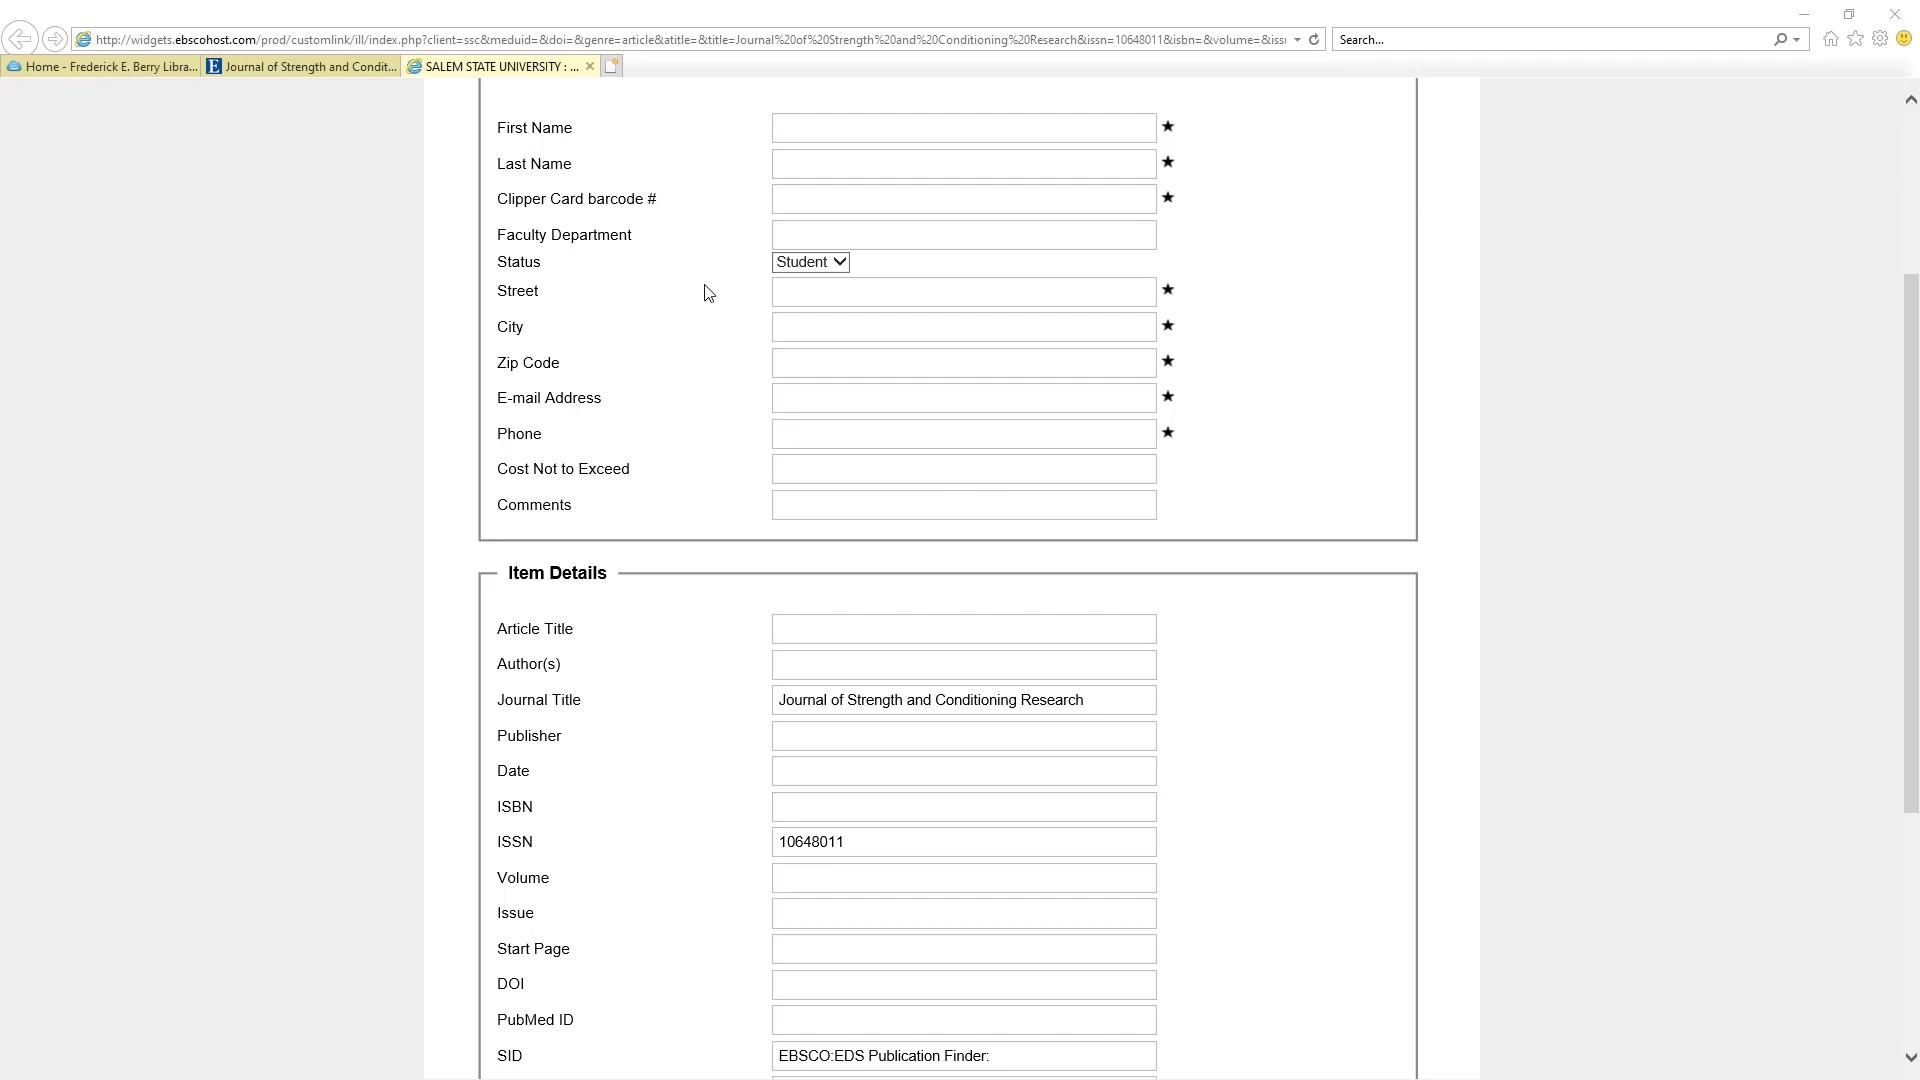 http://widgets.ebscohost.com/prod/customlink/ill/index.php?client=ssc&meduid=&doi=&genre=article&atitle=&title=Journal%20of%20Strength%20and%20Conditioning%20Research&issn=10648011&isbn=&volume=&issu
Search...
Home - Frederick E. Berry Libra...
Journal of Strength and Condit...
SALEM STATE UNIVERSITY : ...
First Name
Last Name
Clipper Card barcode #
Faculty Department
Status Student
Street
City
Zip Code
E-mail Address
Phone
Cost Not to Exceed
Comments
Item Details
Article Title
Author(s)
Journal Title Journal of Strength and Conditioning Research
Publisher
Date
ISBN
ISSN 10648011
Volume
Issue
Start Page
DOI
PubMed ID
SID EBSCO:EDS Publication Finder: